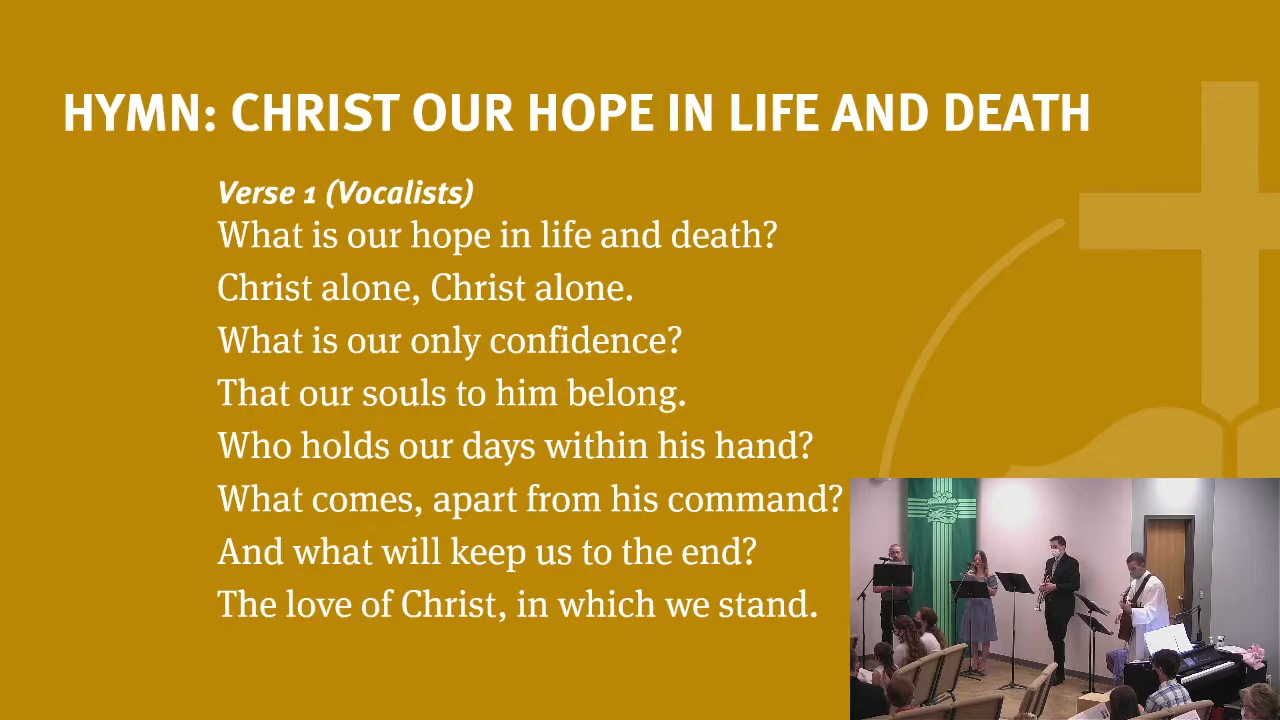 HYMN: CHRIST OUR HOPE IN LIFE AND DEATH
Verse 1 (Vocalists)
What is our hope in life and death?
Christ alone, Christ alone.
What is our only confidence?
That our souls to him belong.
Who holds our days within his hand?
What comes, apart from his command?
And what will keep us to the end?
The love of Christ, in which we stand.